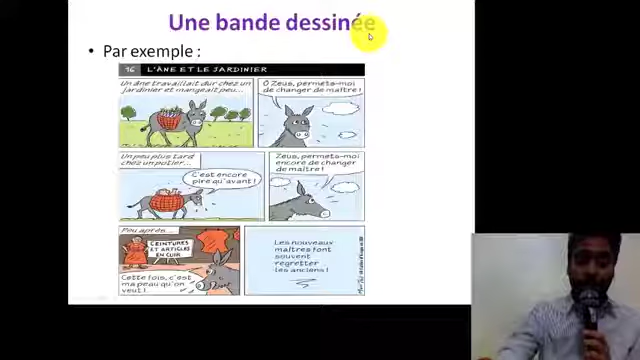 Une bande dessinée
• Par exemple :
16 L'ÂNE ET LE JARDINIER
Un âne travaillait dur chez un
jardinier et mangeait peu...
Ô Zeus, permets-moi
de changer de maître !
Un peu plus tard
chez un potier...
C'est encore
pire qu'avant !
Zeus, permets-moi
encore de changer
de maître !
Peu après...
CEINTURES
ET ARTICLES
EN CUIR
Cette fois, c'est
ma peau qu'on
veut !
Les nouveaux
maîtres font
souvent
regretter
les anciens !